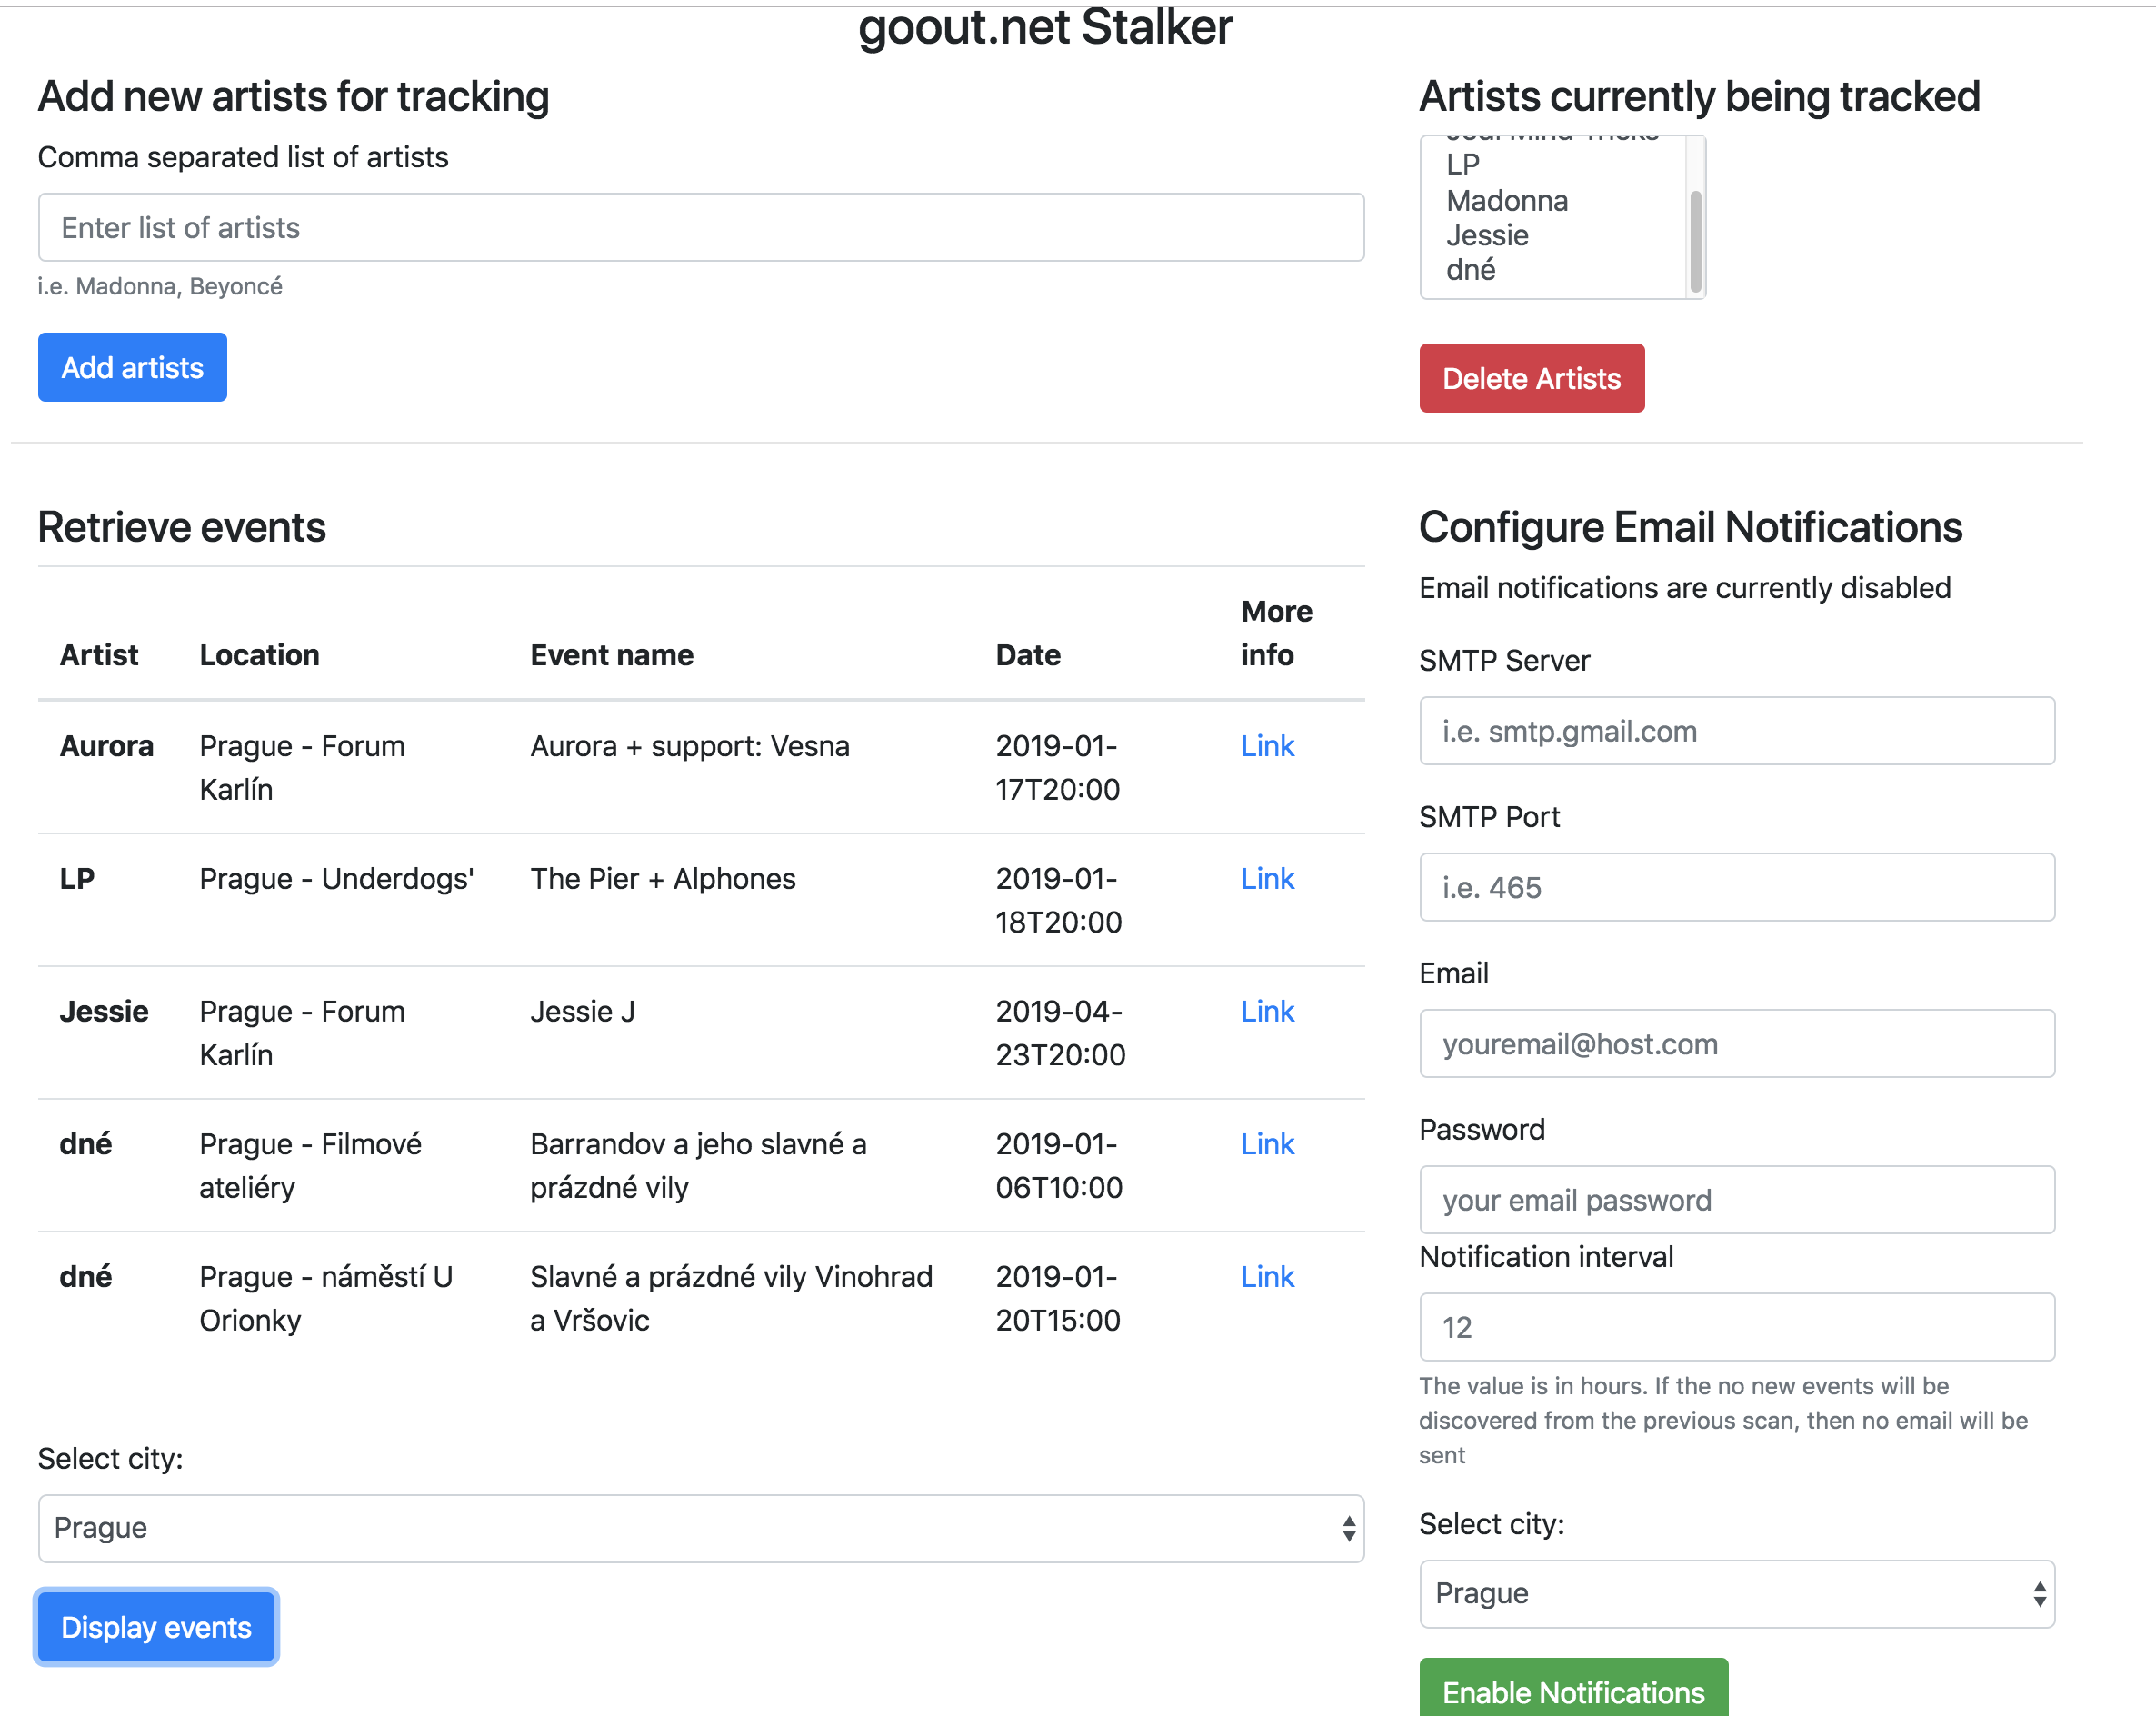 goout.net Stalker
Add new artists for tracking
Comma separated list of artists
Enter list of artists
i.e. Madonna, Beyoncé
Add artists
Artists currently being tracked
LP
Madonna
Jessie
dné
Delete Artists
Retrieve events
Artist Location Event name Date More info
Aurora Prague - Forum Aurora + support: Vesna 2019-01- Link
Karlín 17T20:00
LP Prague - Underdogs' The Pier + Alphones 2019-01- Link
18T20:00
Jessie Prague - Forum Jessie J 2019-04- Link
Karlín 23T20:00
dné Prague - Filmové Barrandov a jeho slavné a 2019-01- Link
ateliéry prázdné vily 06T10:00
dné Prague - náměstí U Slavné a prázdné vily Vinohrad 2019-01- Link
Orionky a Vršovic 20T15:00
Select city:
Prague
Display events
Configure Email Notifications
Email notifications are currently disabled
SMTP Server
i.e. smtp.gmail.com
SMTP Port
i.e. 465
Email
youremail@host.com
Password
your email password
Notification interval
12
The value is in hours. If the no new events will be
discovered from the previous scan, then no email will be
sent
Select city:
Prague
Enable Notifications